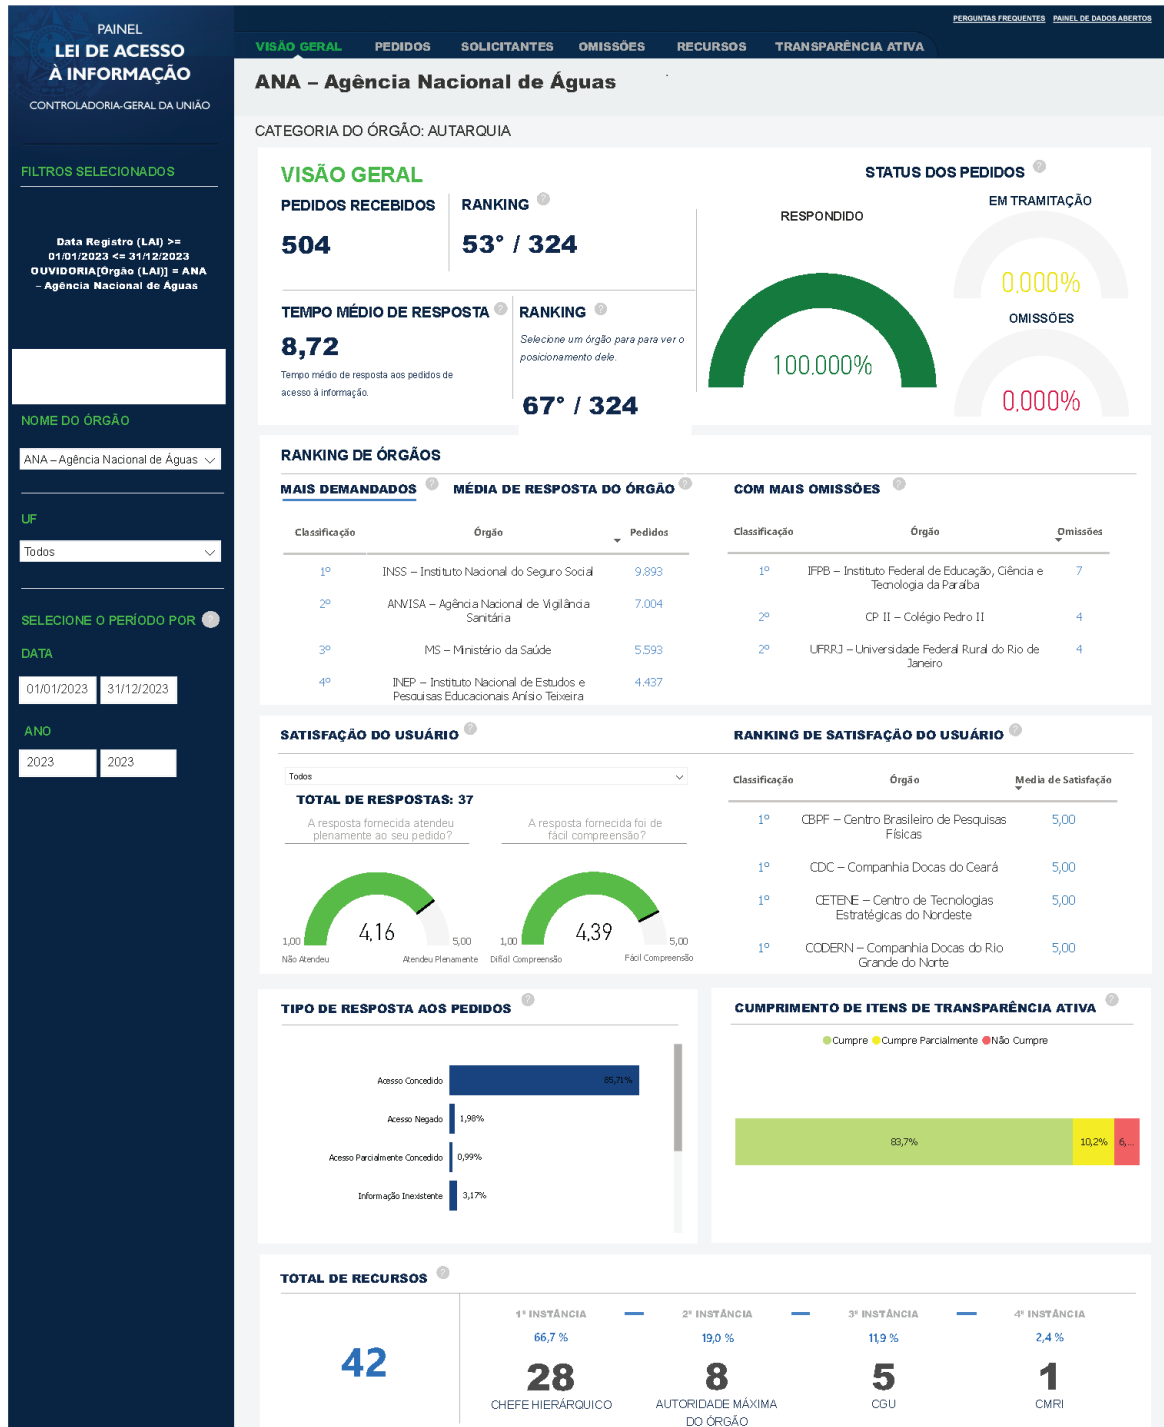 PERGUNTAS FREQUENTES PAINEL DE DADOS ABERTOS
PAINEL
LEI DE ACESSO
À INFORMAÇÃO
CONTROLADORIA-GERAL DA UNIÃO
VISÃO GERAL PEDIDOS SOLICITANTES OMISSÕES RECURSOS TRANSPARÊNCIA ATIVA
ANA – Agência Nacional de Águas
CATEGORIA DO ÓRGÃO: AUTARQUIA
FILTROS SELECIONADOS
Data Registro (LAI) >=
01/01/2023 <= 31/12/2023
OUVIDORIA[Órgão (LAI)] = ANA
– Agência Nacional de Águas
NOME DO ÓRGÃO
ANA – Agência Nacional de Águas
UF
Todos
SELECIONE O PERÍODO POR ?
DATA
01/01/2023 31/12/2023
ANO
2023 2023
VISÃO GERAL
PEDIDOS RECEBIDOS
504
RANKING ?
53° / 324
TEMPO MÉDIO DE RESPOSTA ?
8,72
Tempo médio de resposta aos pedidos de
acesso à informação.
RANKING ?
Selecione um órgão para para ver o
posicionamento dele.
67° / 324
STATUS DOS PEDIDOS ?
RESPONDIDO
100,000%
EM TRAMITAÇÃO
0,000%
OMISSÕES
0,000%
RANKING DE ÓRGÃOS
MAIS DEMANDADOS ? MÉDIA DE RESPOSTA DO ÓRGÃO ?
Classificação Órgão Pedidos
1º INSS – Instituto Nacional do Seguro Social 9.893
2º ANVISA – Agência Nacional de Vigilância
Sanitária 7.004
3º MS – Ministério da Saúde 5.593
4º INEP – Instituto Nacional de Estudos e
Pesquisas Educacionais Anísio Teixeira 4.437
COM MAIS OMISSÕES ?
Classificação Órgão Omissões
1º IFPB – Instituto Federal de Educação, Ciência e
Tecnologia da Paraíba 7
2º CP II – Colégio Pedro II 4
2º UFRRJ – Universidade Federal Rural do Rio de
Janeiro 4
SATISFAÇÃO DO USUÁRIO ?
Todos
TOTAL DE RESPOSTAS: 37
A resposta fornecida atendeu
plenamente ao seu pedido?
4,16
1,00 5,00
Não Atendeu Atendeu Plenamente
A resposta fornecida foi de
fácil compreensão?
4,39
1,00 5,00
Difícil Compreensão Fácil Compreensão
RANKING DE SATISFAÇÃO DO USUÁRIO ?
Classificação Órgão Media de Satisfação
1º CBPF – Centro Brasileiro de Pesquisas
Físicas 5,00
1º CDC – Companhia Docas do Ceará 5,00
1º CETENE – Centro de Tecnologias
Estratégicas do Nordeste 5,00
1º CODERN – Companhia Docas do Rio
Grande do Norte 5,00
TIPO DE RESPOSTA AOS PEDIDOS ?
Acesso Concedido 85,71%
Acesso Negado 1,98%
Acesso Parcialmente Concedido 0,99%
Informação Inexistente 3,17%
CUMPRIMENTO DE ITENS DE TRANSPARÊNCIA ATIVA ?
Cumpre Cumpre Parcialmente Não Cumpre
83,7% 10,2% 6,...
TOTAL DE RECURSOS ?
42
1ª INSTÂNCIA 2ª INSTÂNCIA 3ª INSTÂNCIA 4ª INSTÂNCIA
66,7 % 19,0 % 11,9 % 2,4 %
28 8 5 1
CHEFE HIERÁRQUICO AUTORIDADE MÁXIMA CGU CMRI
DO ÓRGÃO